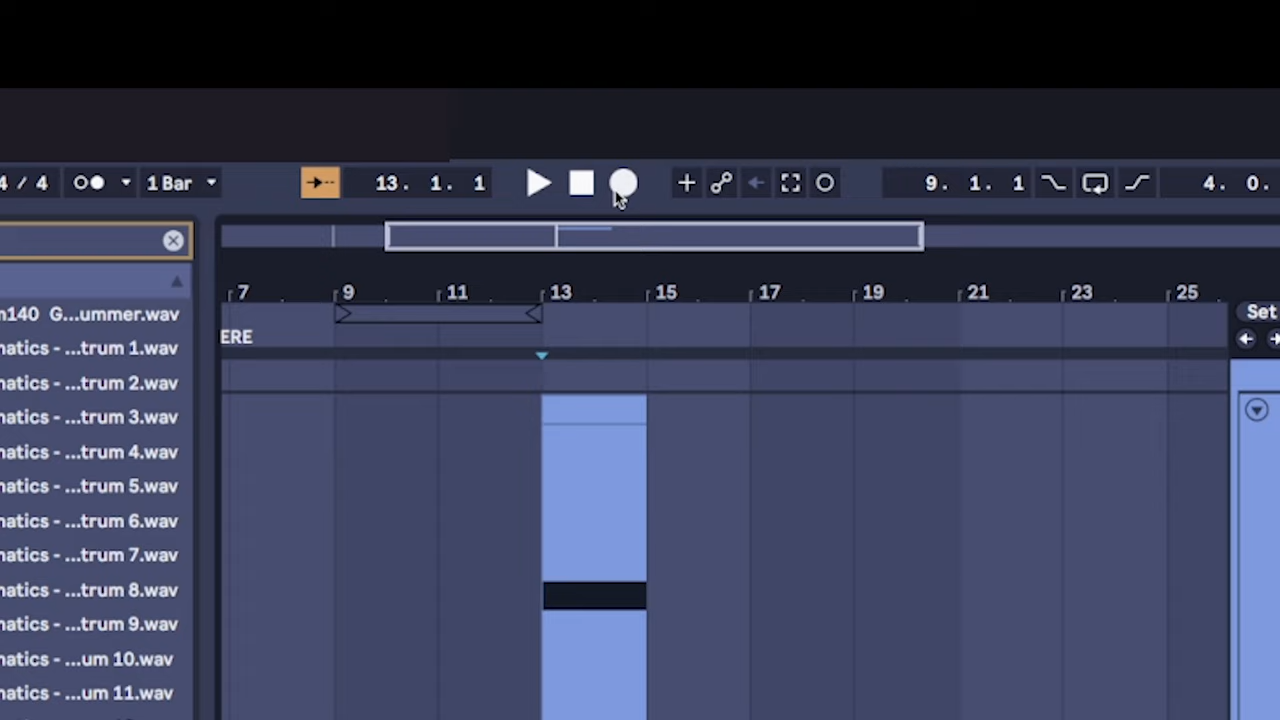 4 / 4 1 Bar 13. 1. 1 9. 1. 1 4. 0.
7 9 11 13 15 17 19 21 23 25
Set
ERE
n140 G...ummer.wav
natics - ...trum 1.wav
natics - ...trum 2.wav
natics - ...trum 3.wav
natics - ...trum 4.wav
natics - ...trum 5.wav
natics - ...trum 6.wav
natics - ...trum 7.wav
natics - ...trum 8.wav
natics - ...trum 9.wav
natics - ...um 10.wav
natics - ...um 11.wav